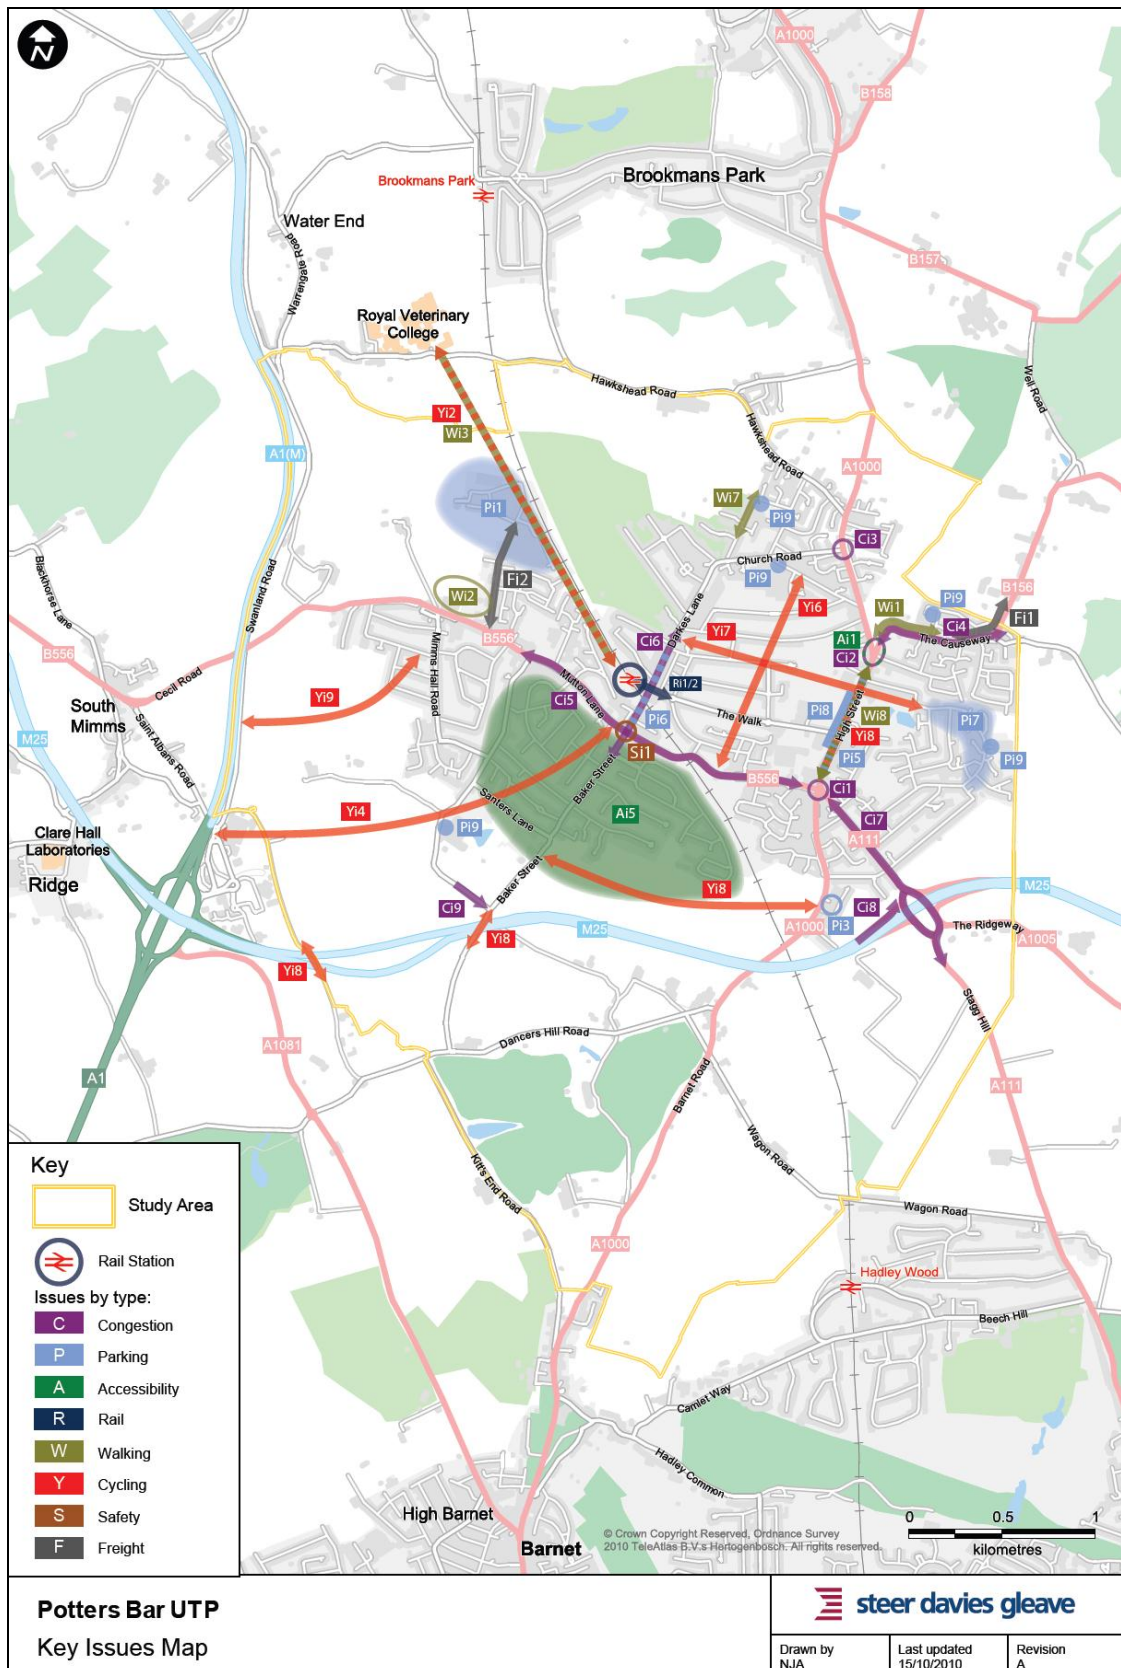 N
A1000
B158
Brookmans Park
Brookmans Park
Water End
Warrengate Road
B157
Royal Veterinary
College
Well Road
Hawkshead Road
Hawkshead Road
Yi2
Wi3
A1(M)
A1000
Pi1
Wi7
Pi9
Ci3
Church Road
Pi9
Blackhorse Lane
Swanland Road
Fi2
Wi2
B556
Darkes Lane
Yi6
Wi1
Pi9
Ci4
B156
Fi1
The Causeway
Ai1
Ci2
Ci6
Yi7
B556
Cecil Road
Mimms Hall Road
Mutton Lane
Ci5
Ri1/2
Yi9
South
Mimms
Saint Albans Road
M25
Pi6
The Walk
Pi8
High Street
Wi8
Yi8
Pi7
Pi9
Si1
Pi5
B556
Baker Street
Ci1
Santers Lane
Yi4
Ai5
Ci7
A111
Pi9
Clare Hall
Laboratories
Ridge
Baker Street
Yi8
Ci9
M25
Ci8
Pi3
A1000
The Ridgeway
A1005
M25
Yi8
Yi8
Stagg Hill
Dancers Hill Road
A1081
A1
Barnet Road
A111
Wagon Road
Kitt's End Road
Wagon Road
A1000
Hadley Wood
Beech Hill
Camlet Way
Hadley Common
High Barnet
Barnet
Key
Study Area
Rail Station
Issues by type:
C Congestion
P Parking
A Accessibility
R Rail
W Walking
Y Cycling
S Safety
F Freight
0 0.5 1
kilometres
© Crown Copyright Reserved, Ordnance Survey
2010 TeleAtlas B.V.s Hertogenbosch. All rights reserved.
Potters Bar UTP
Key Issues Map
steer davies gleave
Drawn by
NJA
Last updated
15/10/2010
Revision
A